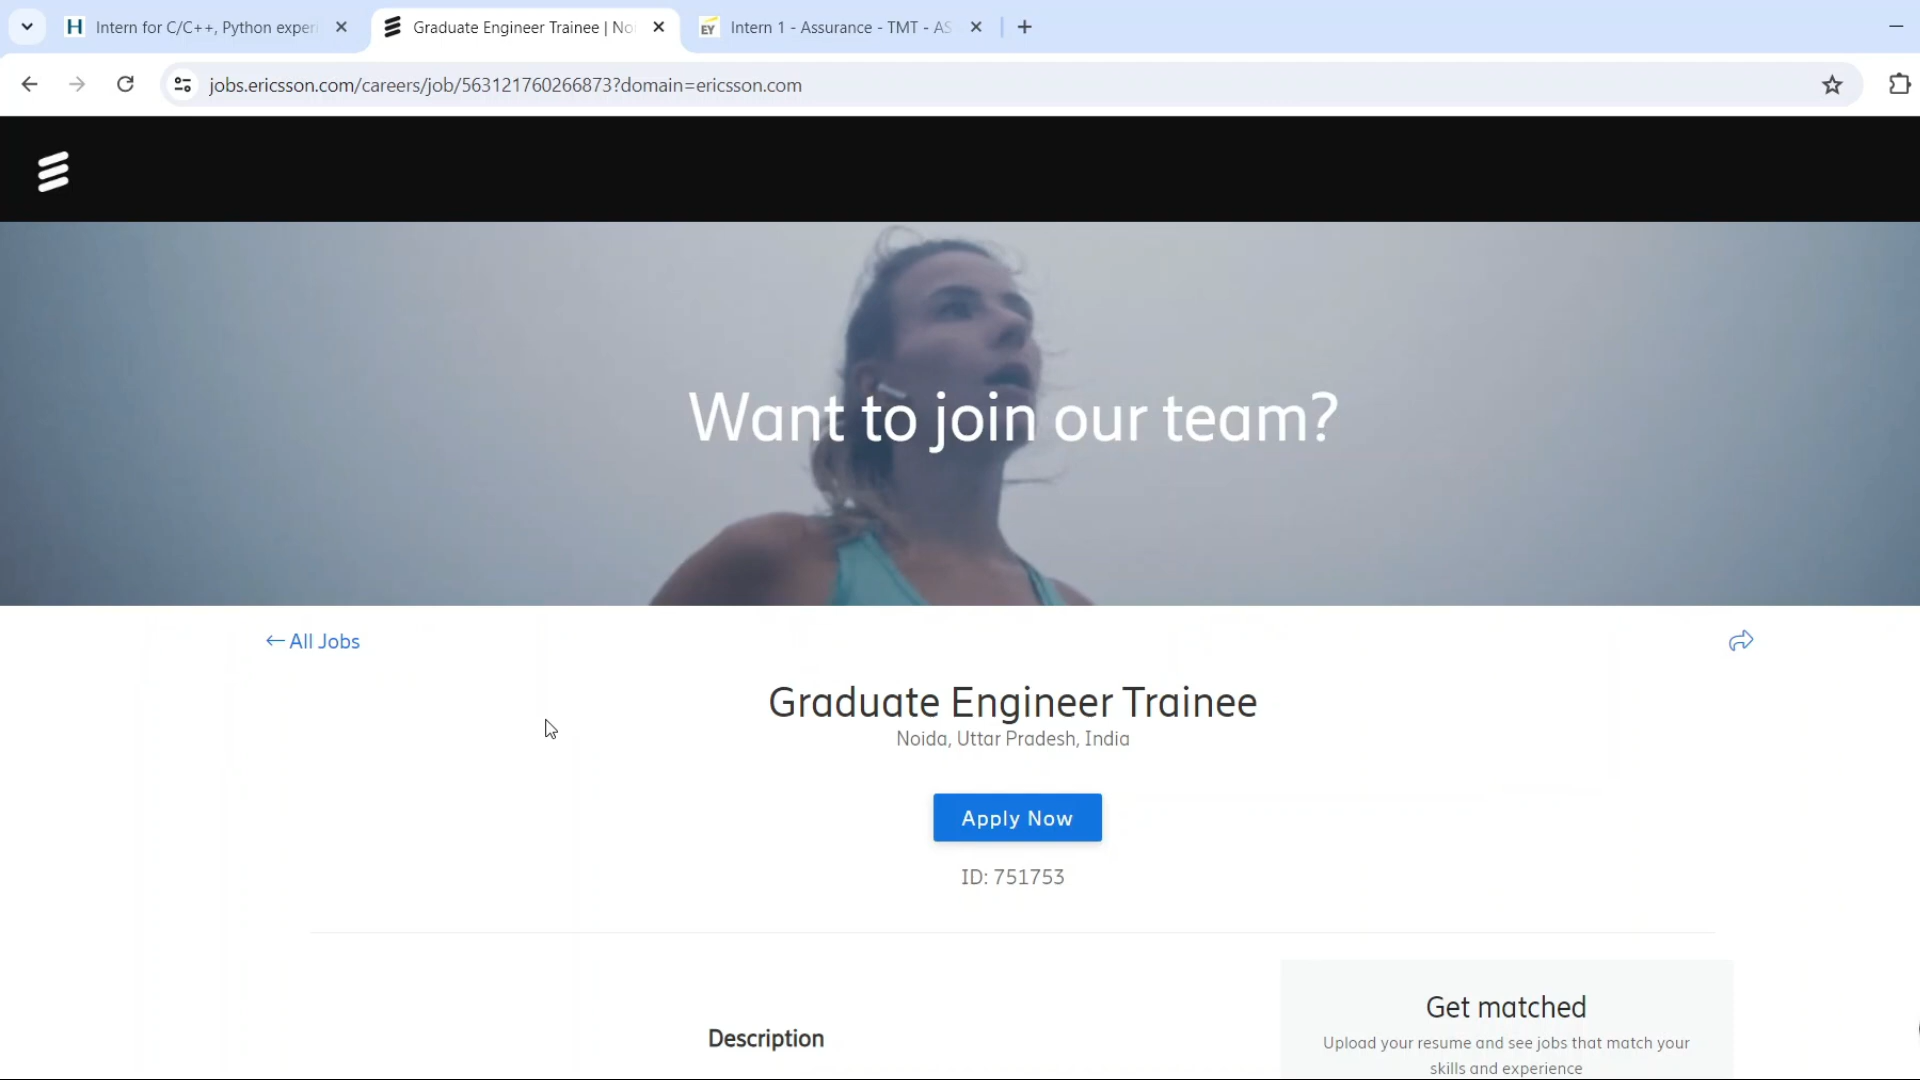 Intern for C/C++, Python exper
Graduate Engineer Trainee | No
EY
Intern 1 - Assurance - TMT - AS
jobs.ericsson.com/careers/job/563121760266873?domain=ericsson.com
Want to join our team?
← All Jobs
Graduate Engineer Trainee
Noida, Uttar Pradesh, India
Apply Now
ID: 751753
Description
Get matched
Upload your resume and see jobs that match your
skills and experience